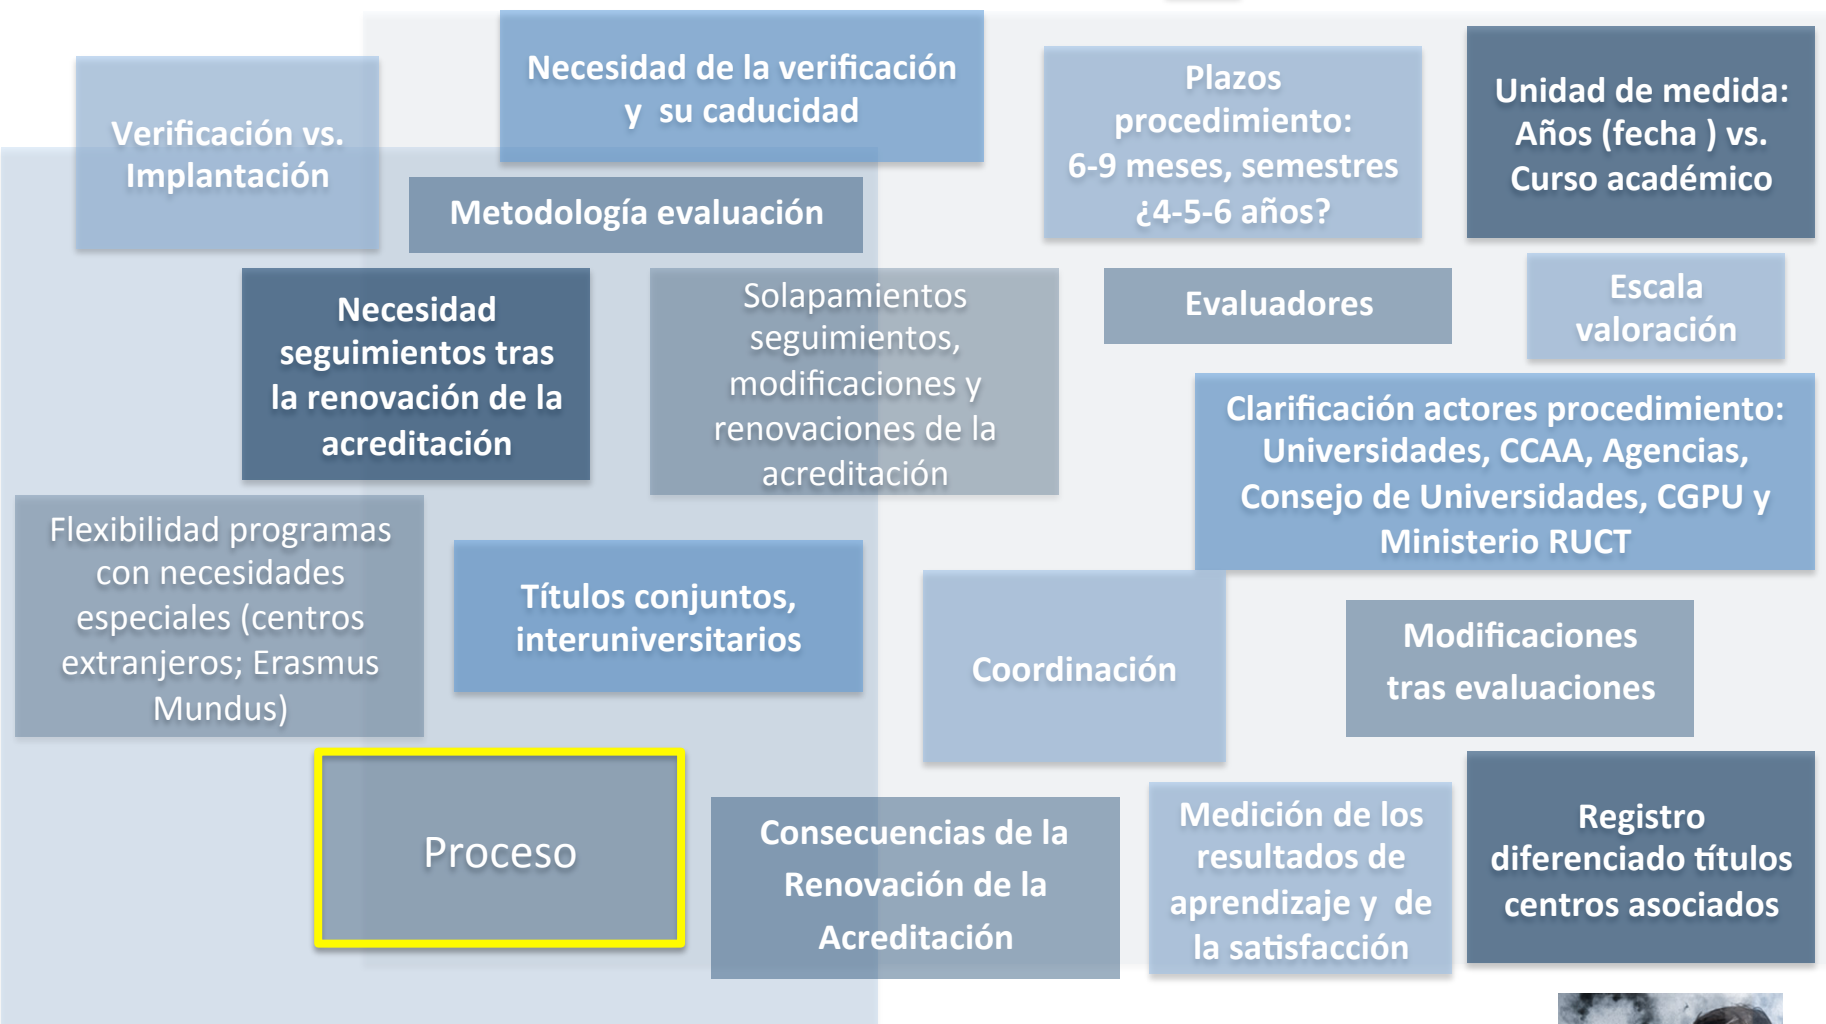 Necesidad de la verificación
y su caducidad
Verificación vs.
Implantación
Plazos
procedimiento:
6-9 meses, semestres
¿4-5-6 años?
Unidad de medida:
Años (fecha ) vs.
Curso académico
Metodología evaluación
Necesidad
seguimientos tras
la renovación de la
acreditación
Solapamientos
seguimientos,
modificaciones y
renovaciones de la
acreditación
Evaluadores
Escala
valoración
Clarificación actores procedimiento:
Universidades, CCAA, Agencias,
Consejo de Universidades, CGPU y
Ministerio RUCT
Flexibilidad programas
con necesidades
especiales (centros
extranjeros; Erasmus
Mundus)
Títulos conjuntos,
interuniversitarios
Coordinación
Modificaciones
tras evaluaciones
Proceso
Consecuencias de la
Renovación de la
Acreditación
Medición de los
resultados de
aprendizaje y de
la satisfacción
Registro
diferenciado títulos
centros asociados